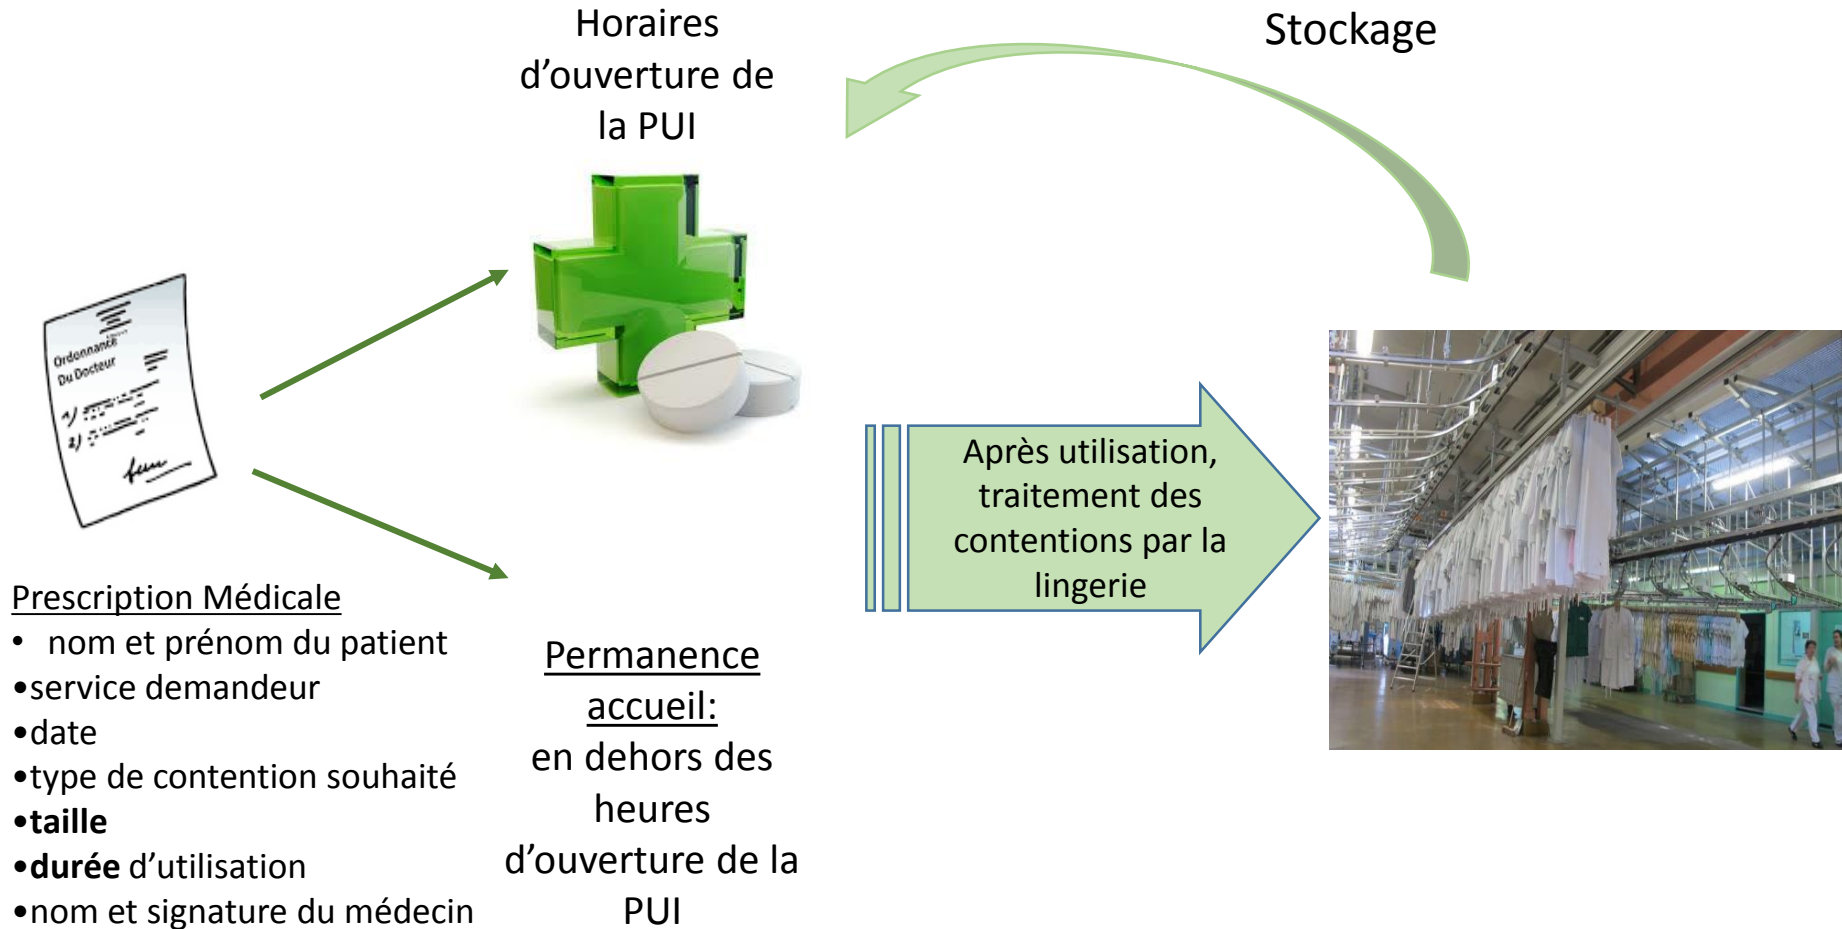 Horaires
d’ouverture de
la PUI
Stockage
Ordonnance
Du Docteur
1)
2)
Après utilisation,
traitement des
contentions par la
lingerie
Prescription Médicale
• nom et prénom du patient
•service demandeur
•date
•type de contention souhaité
•taille
•durée d’utilisation
•nom et signature du médecin
Permanence
accueil:
en dehors des
heures
d’ouverture de la
PUI